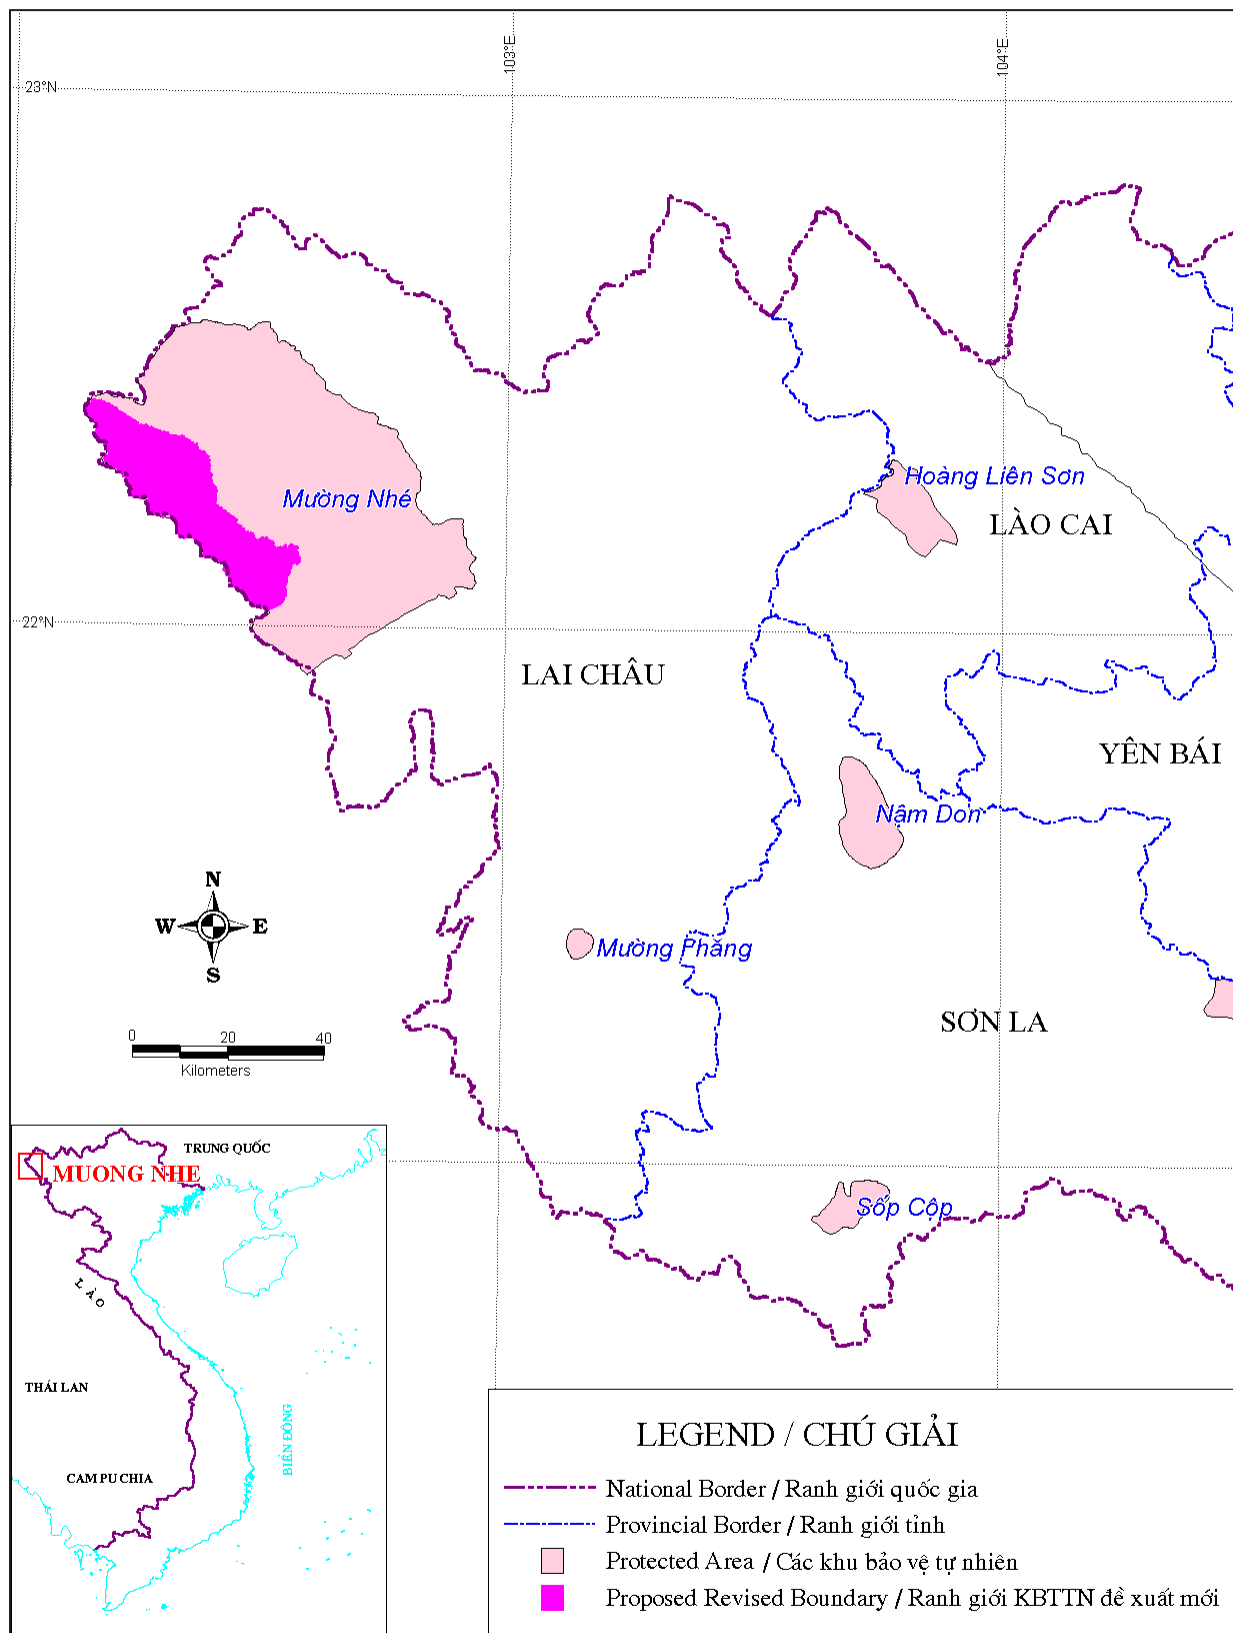 103°E
104°E
23°N
Mường Nhé
Hoàng Liên Sơn
LÀO CAI
22°N
LAI CHÂU
YÊN BÁI
Nậm Don
N
W E
S
Mường Phăng
SƠN LA
0 20 40
Kilometers
TRUNG QUỐC
MUONG NHE
Sốp Cộp
LÀO
THÁI LAN
BIỂN ĐÔNG
CAM PU CHIA
LEGEND / CHÚ GIẢI
National Border / Ranh giới quốc gia
Provincial Border / Ranh giới tỉnh
Protected Area / Các khu bảo vệ tự nhiên
Proposed Revised Boundary / Ranh giới KBTTN đề xuất mới